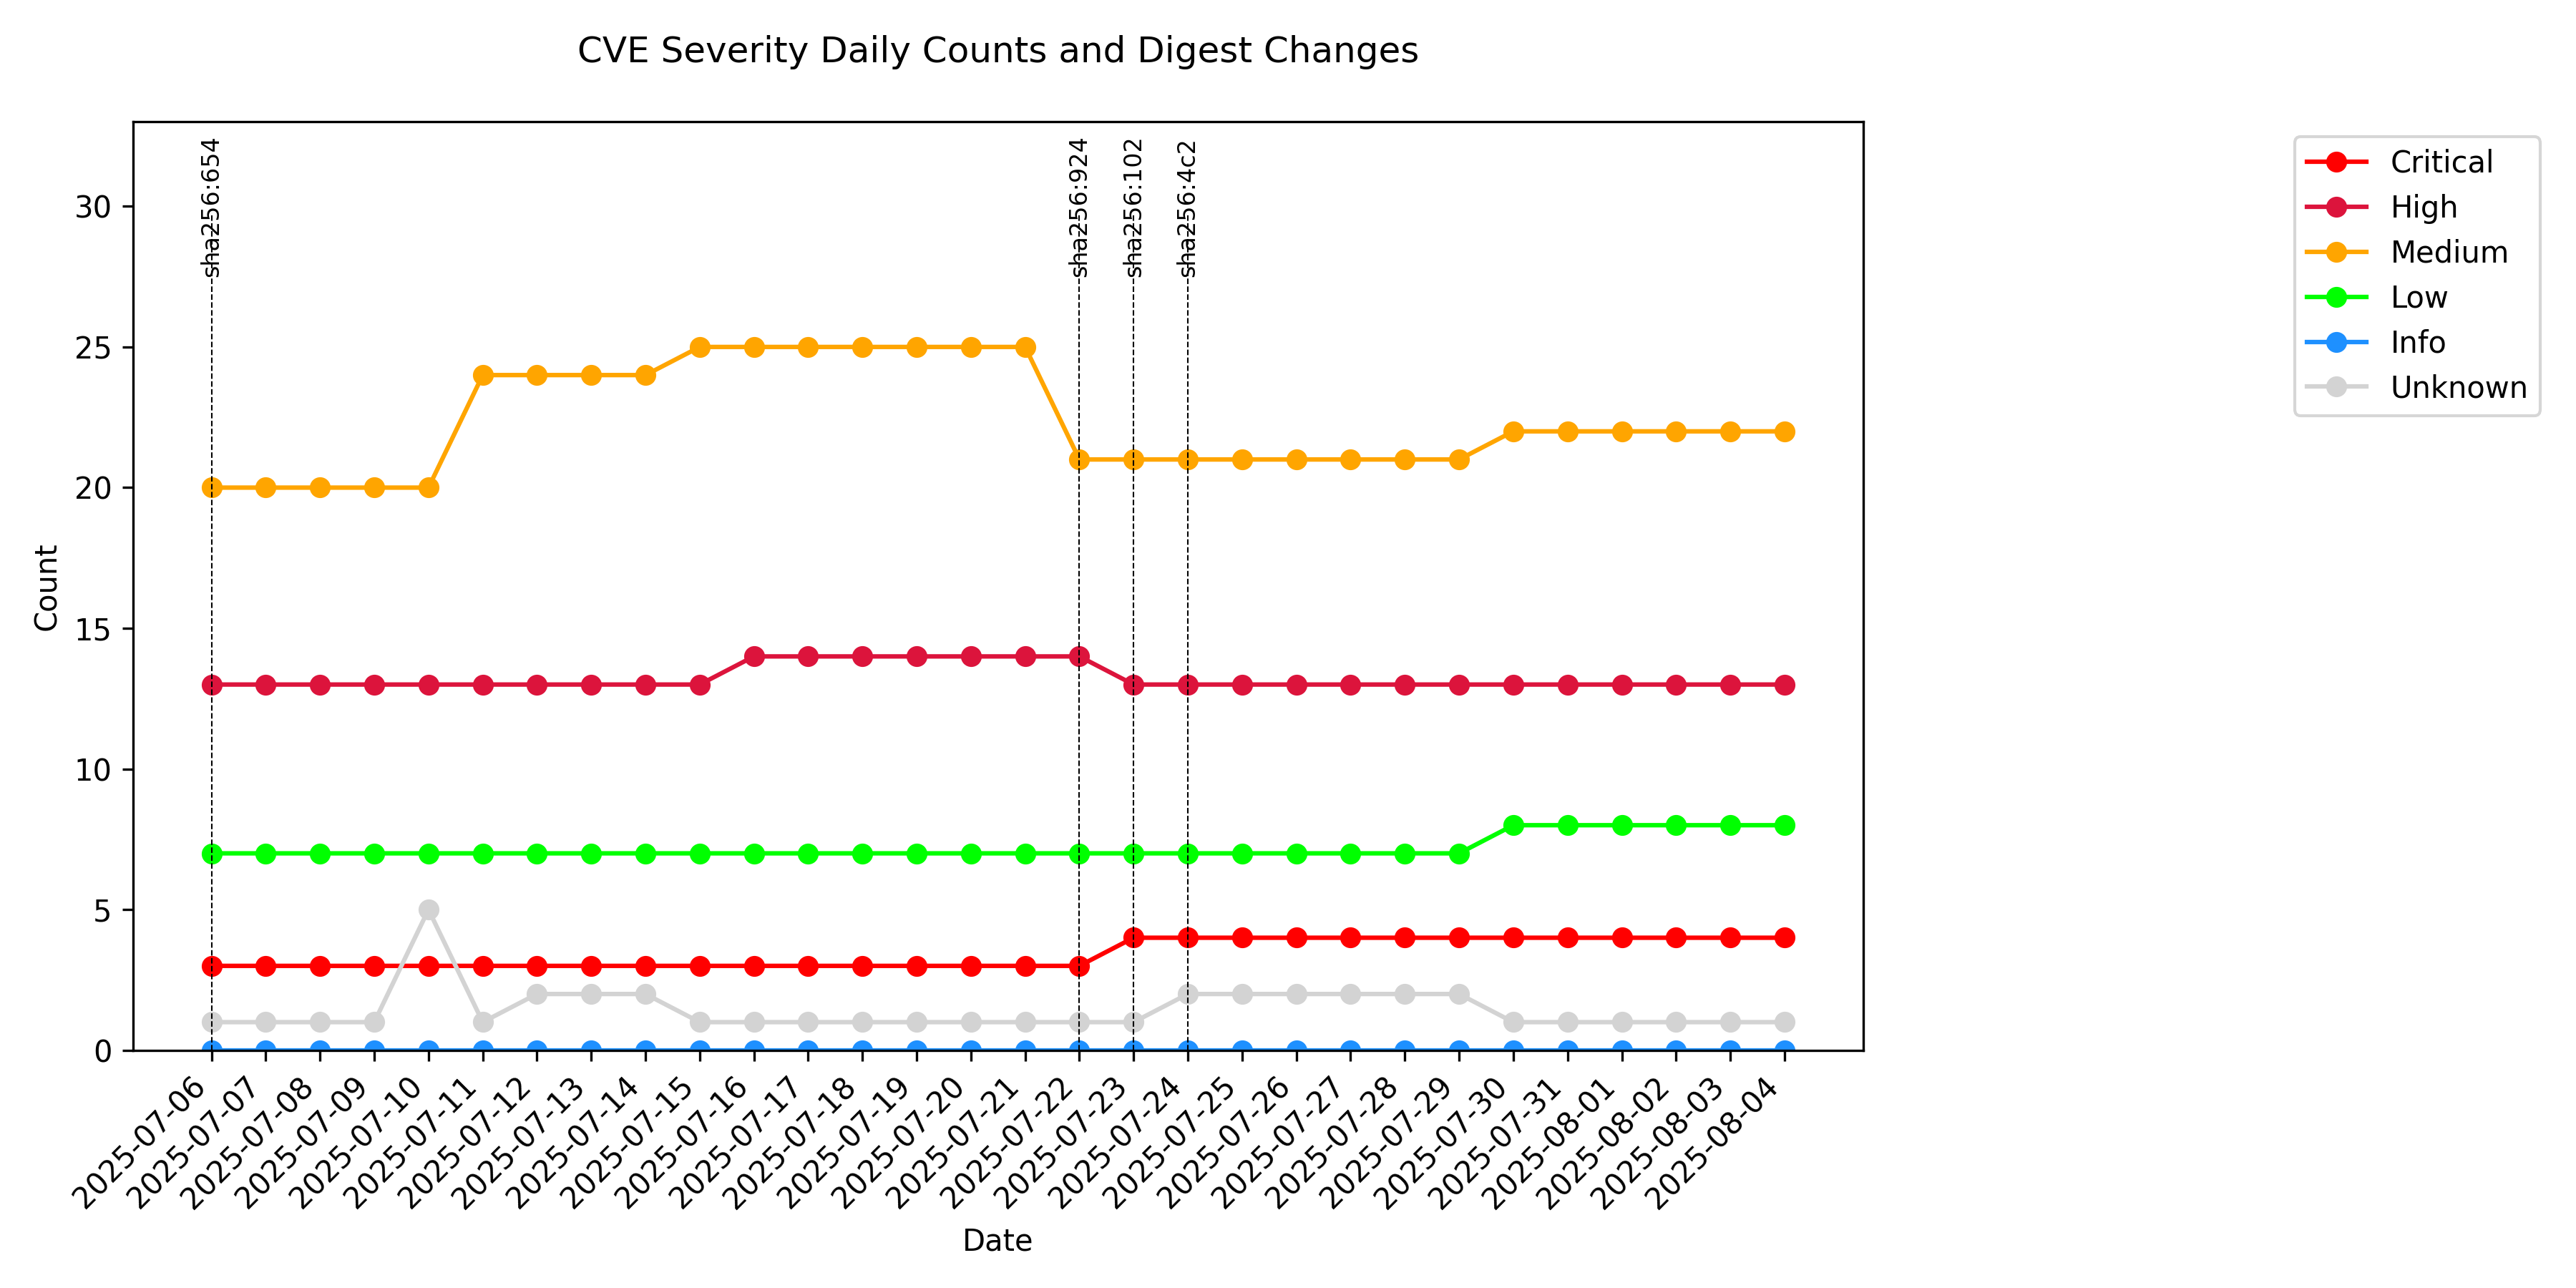 CVE Severity Daily Counts and Digest Changes
sha256:654
sha256:924
sha256:102
sha256:4c2
Critical
High
Medium
Low
Info
Unknown
Count
30
25
20
15
10
5
0
2025-07-06
2025-07-07
2025-07-08
2025-07-09
2025-07-10
2025-07-11
2025-07-12
2025-07-13
2025-07-14
2025-07-15
2025-07-16
2025-07-17
2025-07-18
2025-07-19
2025-07-20
2025-07-21
2025-07-22
2025-07-23
2025-07-24
2025-07-25
2025-07-26
2025-07-27
2025-07-28
2025-07-29
2025-07-30
2025-07-31
2025-08-01
2025-08-02
2025-08-03
2025-08-04
Date